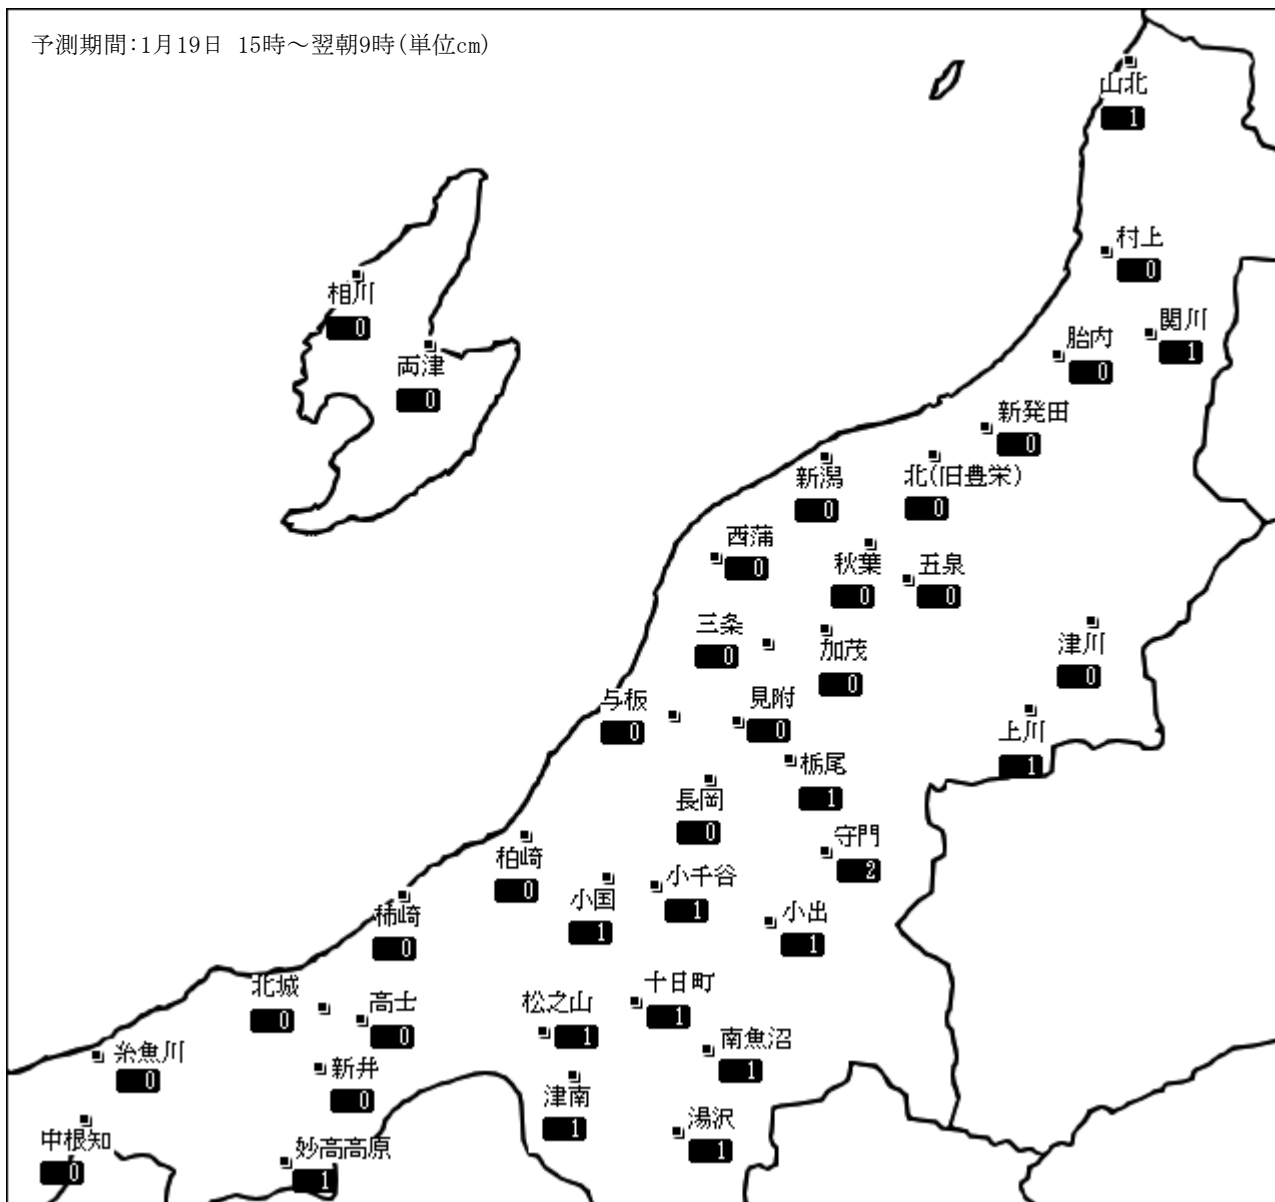 予測期間:1月19日 15時～翌朝9時(単位cm)
山北
1
村上
0
相川
0
関川
1
胎内
0
両津
0
新発田
0
新潟
0
北(旧豊栄)
0
西蒲
0
秋葉
0
五泉
0
三条
0
加茂
0
津川
0
与板
0
見附
0
上川
1
栃尾
1
長岡
0
守門
2
柏崎
0
小千谷
1
小国
1
小出
1
柿崎
0
北城
0
高士
0
松之山
1
十日町
1
南魚沼
1
糸魚川
0
新井
0
津南
1
湯沢
1
中根知
0
妙高高原
1